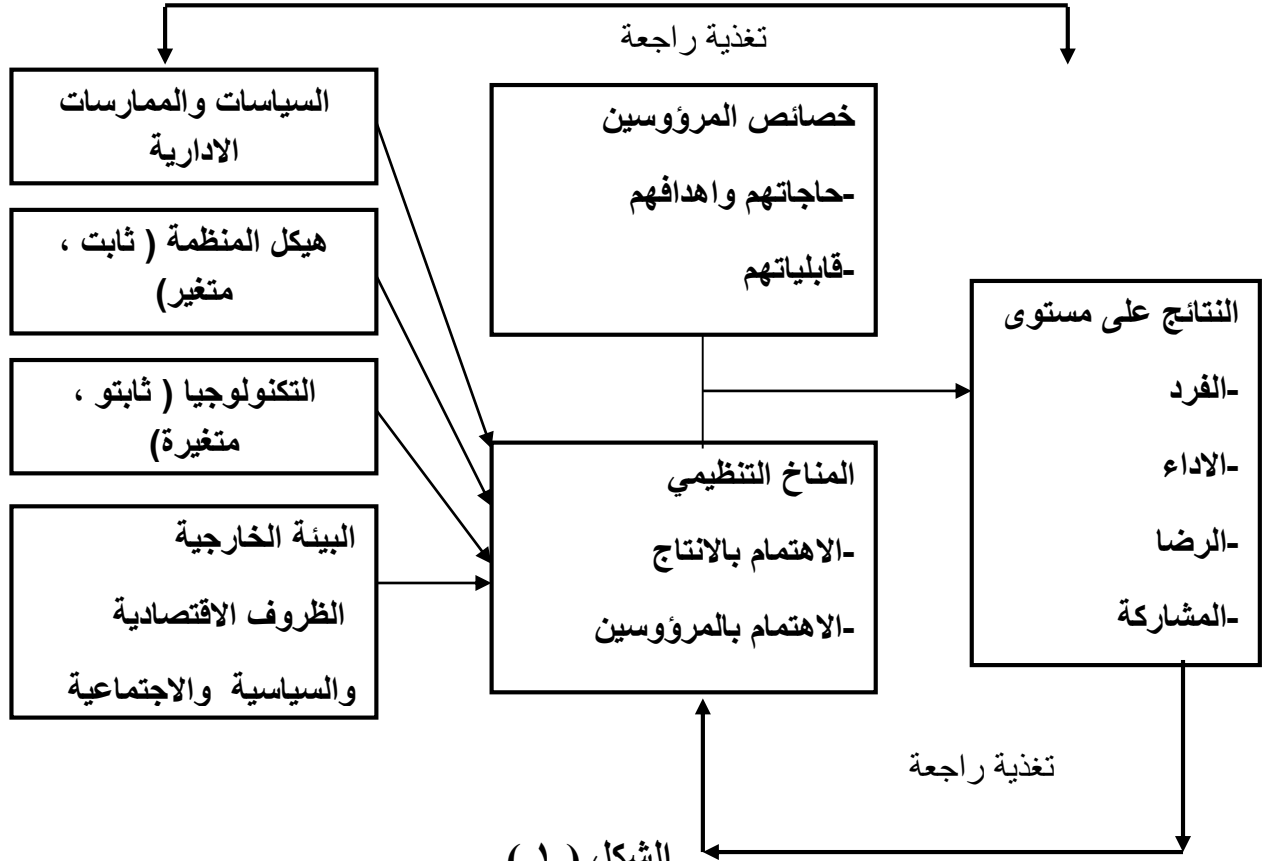 تغذية راجعة
السياسات والممارسات
الادارية
هيكل المنظمة ( ثابت ،
متغير)
التكنولوجيا ( ثابتو ،
متغيرة)
البيئة الخارجية
الظروف الاقتصادية
والسياسية والاجتماعية
خصائص المرؤوسين
-حاجاتهم واهدافهم
-قابلياتهم
المناخ التنظيمي
-الاهتمام بالانتاج
-الاهتمام بالمرؤوسين
النتائج على مستوى
-الفرد
-الاداء
-الرضا
-المشاركة
تغذية راجعة
الشكل ( ١ )